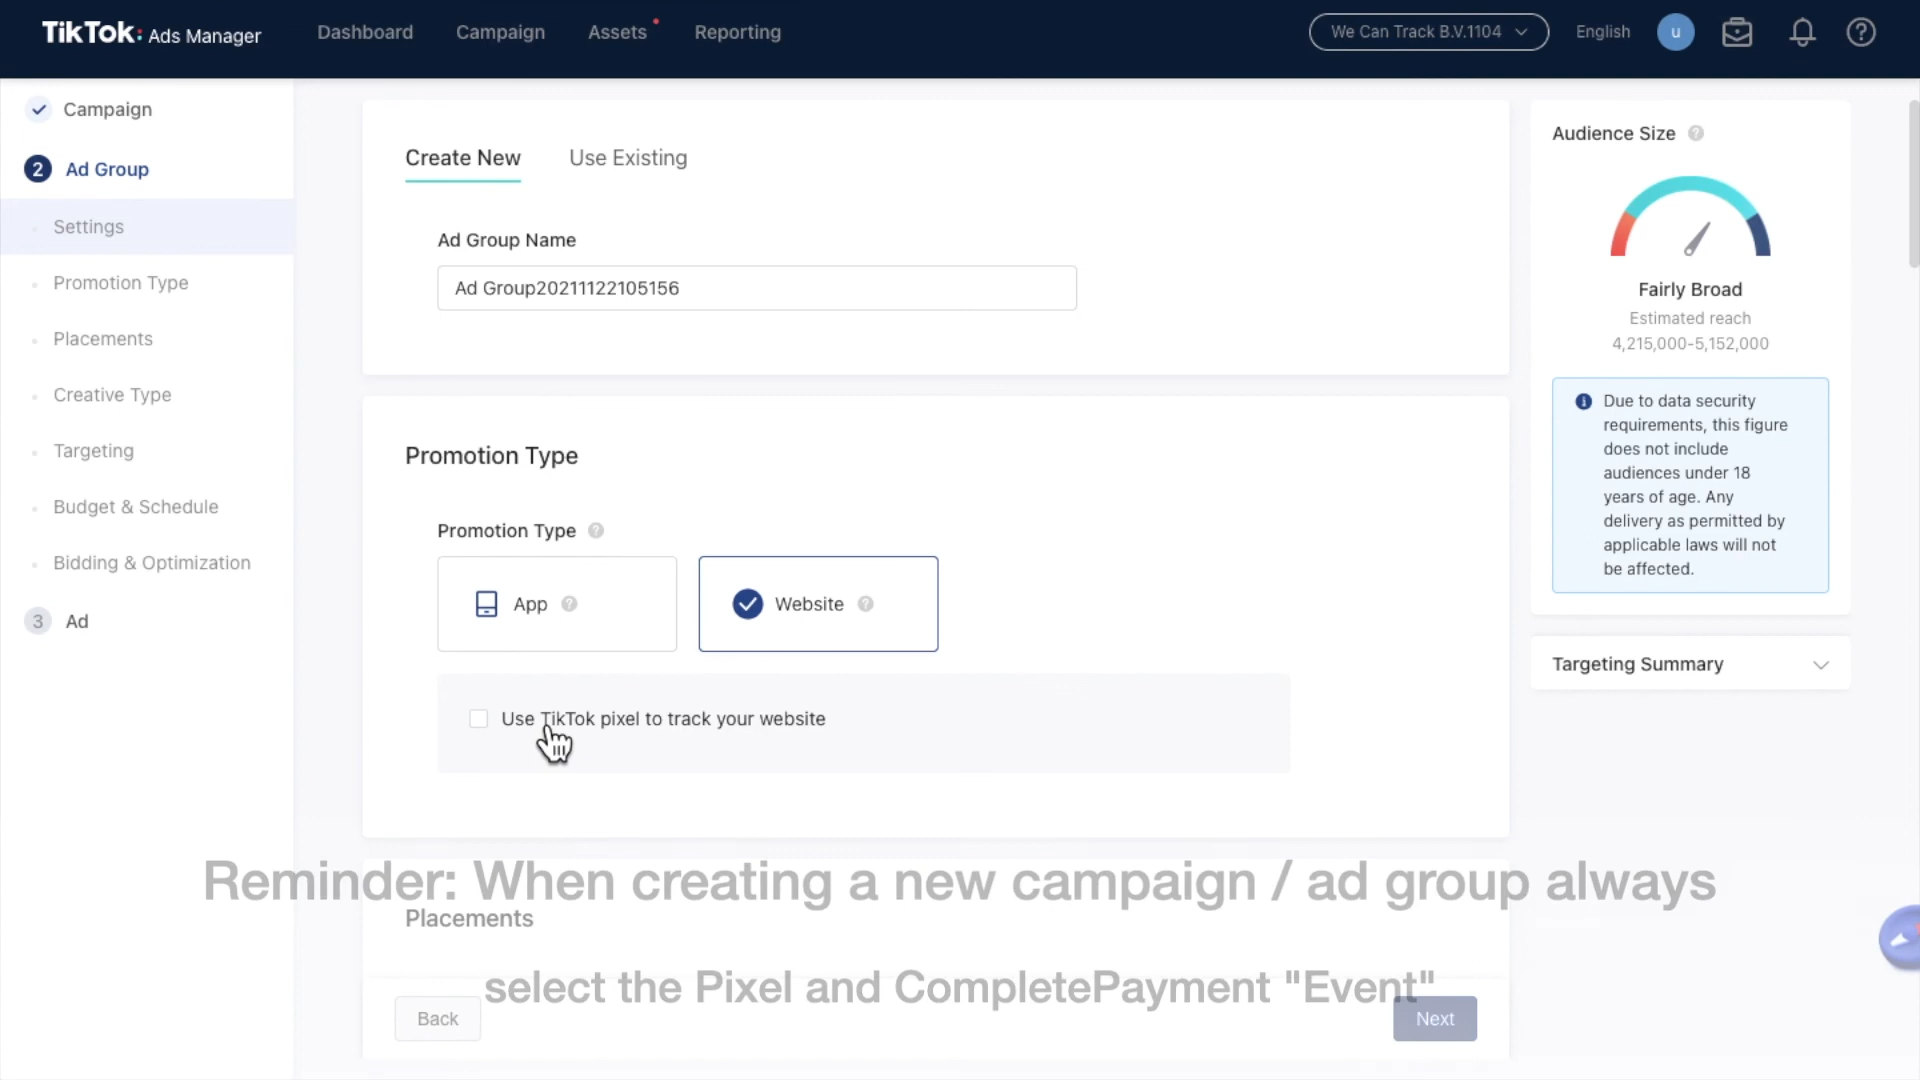 TikTok: Ads Manager
Dashboard
Campaign
Assets
Reporting
We Can Track B.V.1104
English
u
?
Campaign
2 Ad Group
Settings
Promotion Type
Placements
Creative Type
Targeting
Budget & Schedule
Bidding & Optimization
3 Ad
Create New
Use Existing
Ad Group Name
Ad Group20211122105156
Promotion Type
Promotion Type ?
App ?
Website ?
Use TikTok pixel to track your website
Reminder: When creating a new campaign / ad group always
Placements
select the Pixel and CompletePayment "Event"
Back
Next
Audience Size ?
Fairly Broad
Estimated reach
4,215,000-5,152,000
Due to data security
requirements, this figure
does not include
audiences under 18
years of age. Any
delivery as permitted by
applicable laws will not
be affected.
Targeting Summary